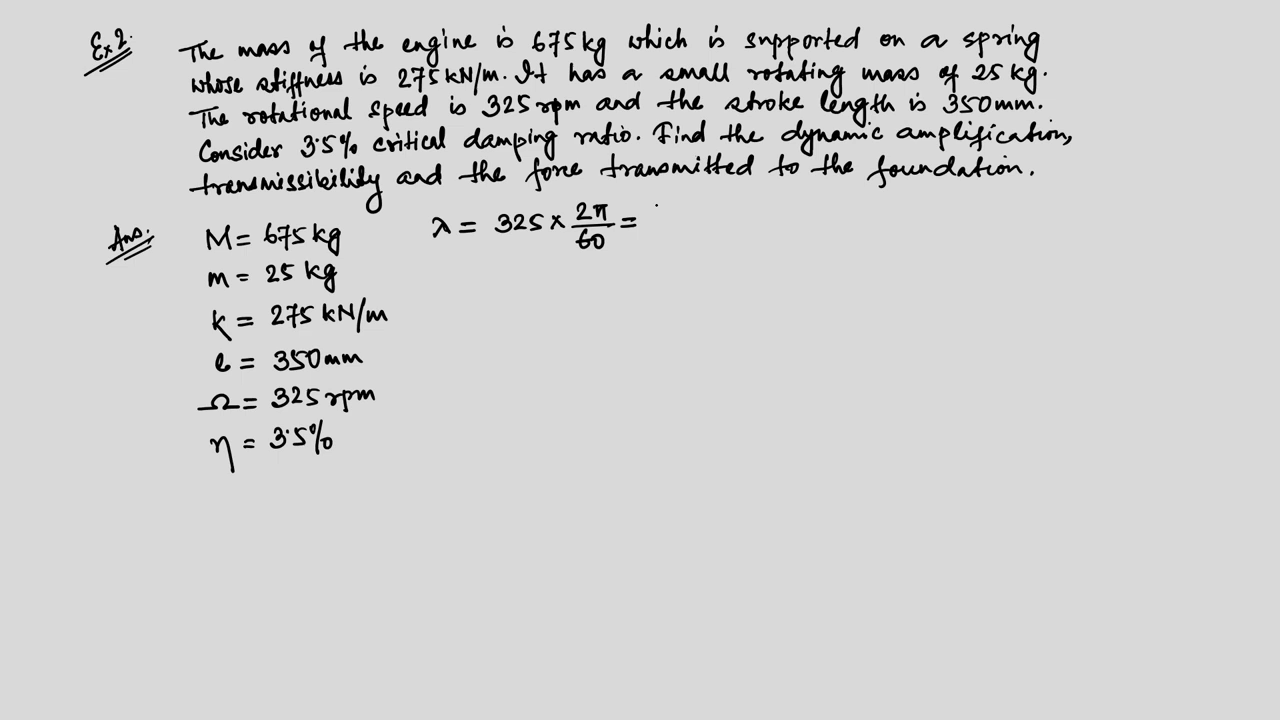 Ex 2.
The mass of the engine is 675 kg which is supported on a spring
whose stiffness is 275 kN/m. It has a small rotating mass of 25 kg.
The rotational speed is 325 rpm and the stroke length is 350 mm.
Consider 3.5% critical damping ratio. Find the dynamic amplification,
transmissibility and the force transmitted to the foundation.
Ans.
M = 675 kg
m = 25 kg
k = 275 kN/m
e = 350 mm
Ω = 325 rpm
η = 3.5%
λ = 325 × 2π/60 =